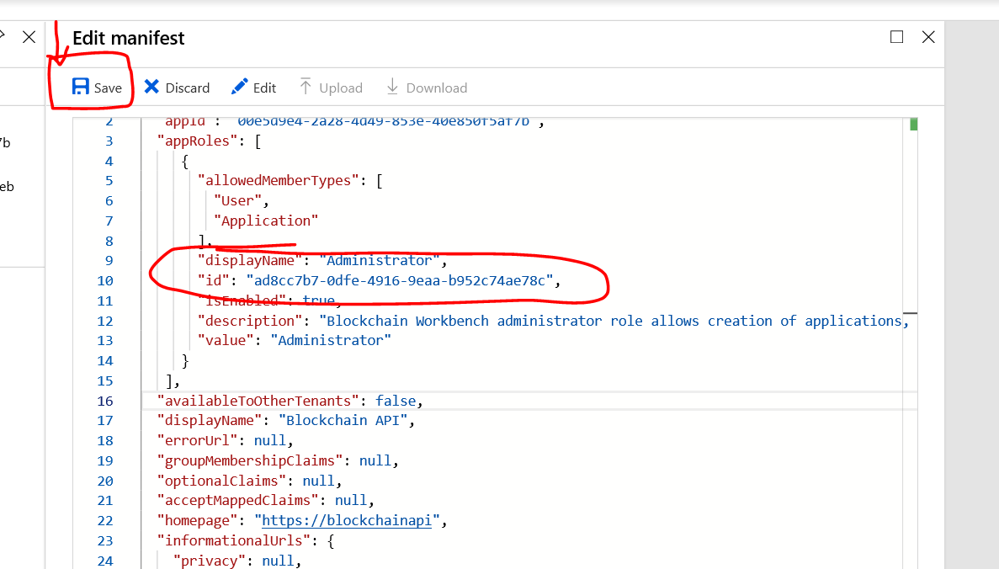 Edit manifest
Save Discard Edit Upload Download
7b
eb
2 "appId": "00e5d9e4-2a28-4d49-853e-40e850f5af7b",
3 "appRoles": [
4 {
5 "allowedMemberTypes": [
6 "User",
7 "Application"
8 ],
9 "displayName": "Administrator",
10 "id": "ad8cc7b7-0dfe-4916-9eaa-b952c74ae78c",
11 "isEnabled": true,
12 "description": "Blockchain Workbench administrator role allows creation of applications,
13 "value": "Administrator"
14 }
15 ],
16 "availableToOtherTenants": false,
17 "displayName": "Blockchain API",
18 "errorUrl": null,
19 "groupMembershipClaims": null,
20 "optionalClaims": null,
21 "acceptMappedClaims": null,
22 "homepage": "https://blockchainapi",
23 "informationalUrls": {
24 "privacy": null,